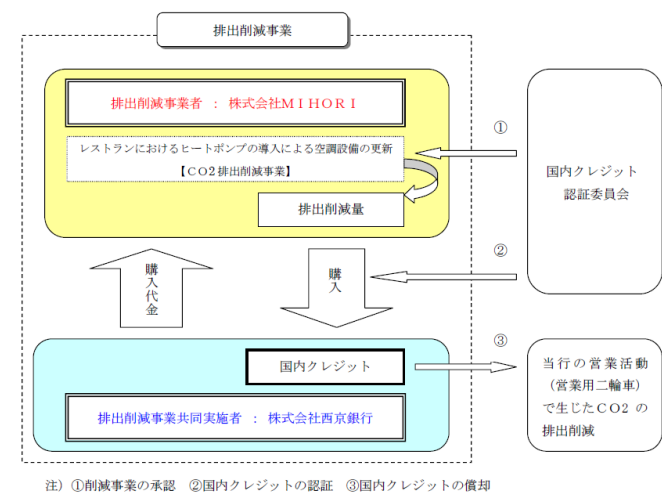 排出削減事業
排出削減事業者 ： 株式会社ＭＩＨＯＲＩ
レストランにおけるヒートポンプの導入による空調設備の更新
【ＣＯ２排出削減事業】
排出削減量
①
国内クレジット
認証委員会
②
購入代金
購入
③
国内クレジット
排出削減事業共同実施者 ： 株式会社西京銀行
当行の営業活動
（営業用二輪車）
で生じたＣＯ２の
排出削減
注）①削減事業の承認　②国内クレジットの認証　③国内クレジットの償却